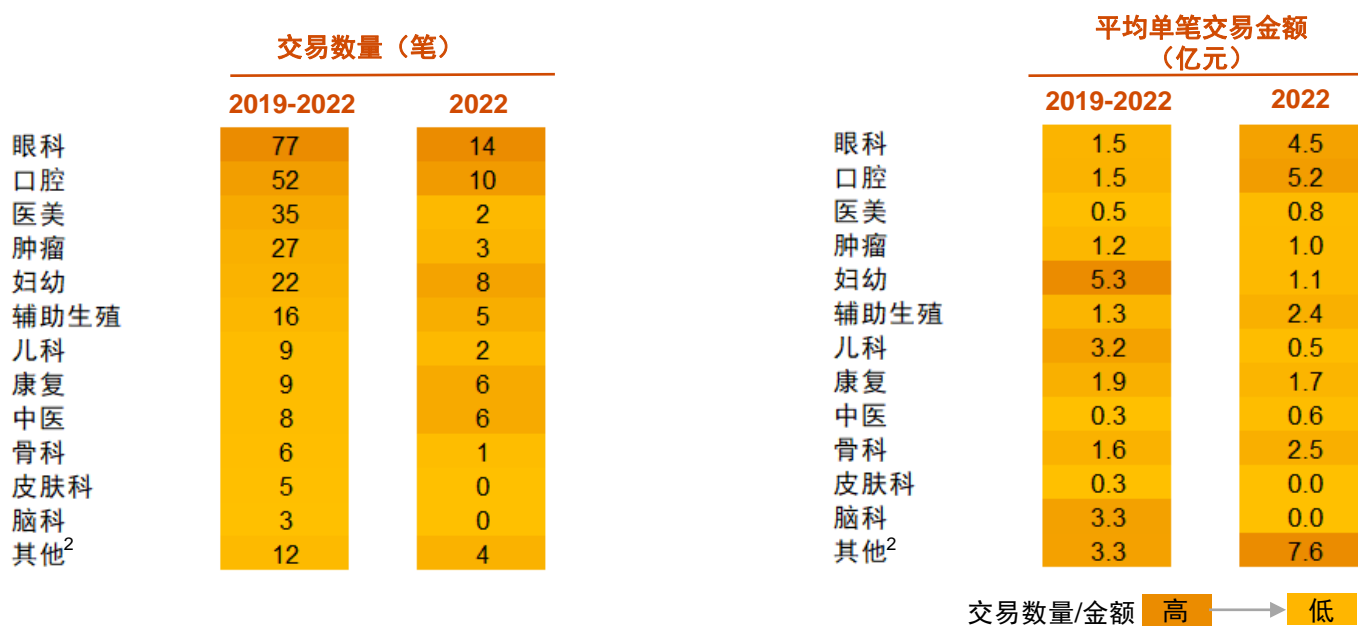 交易数量（笔）
2019-2022 2022
眼科 77 14
口腔 52 10
医美 35 2
肿瘤 27 3
妇幼 22 8
辅助生殖 16 5
儿科 9 2
康复 9 6
中医 8 6
骨科 6 1
皮肤科 5 0
脑科 3 0
其他2 12 4
平均单笔交易金额
（亿元）
2019-2022 2022
眼科 1.5 4.5
口腔 1.5 5.2
医美 0.5 0.8
肿瘤 1.2 1.0
妇幼 5.3 1.1
辅助生殖 1.3 2.4
儿科 3.2 0.5
康复 1.9 1.7
中医 0.3 0.6
骨科 1.6 2.5
皮肤科 0.3 0.0
脑科 3.3 0.0
其他2 3.3 7.6
交易数量/金额 高 低